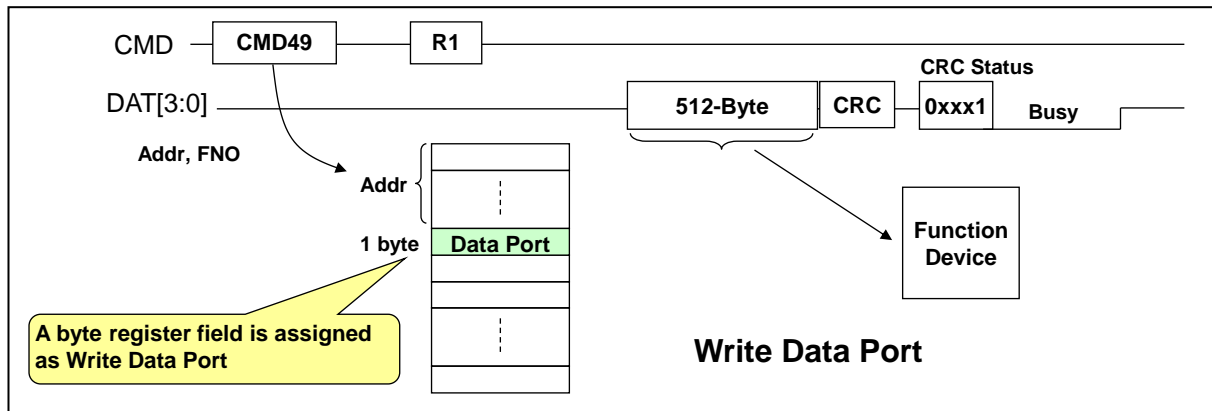 CMD
CMD49
R1
CRC Status
DAT[3:0]
512-Byte
CRC
0xxx1
Busy
Addr, FNO
Addr
1 byte
Data Port
Function
Device
A byte register field is assigned
as Write Data Port
Write Data Port